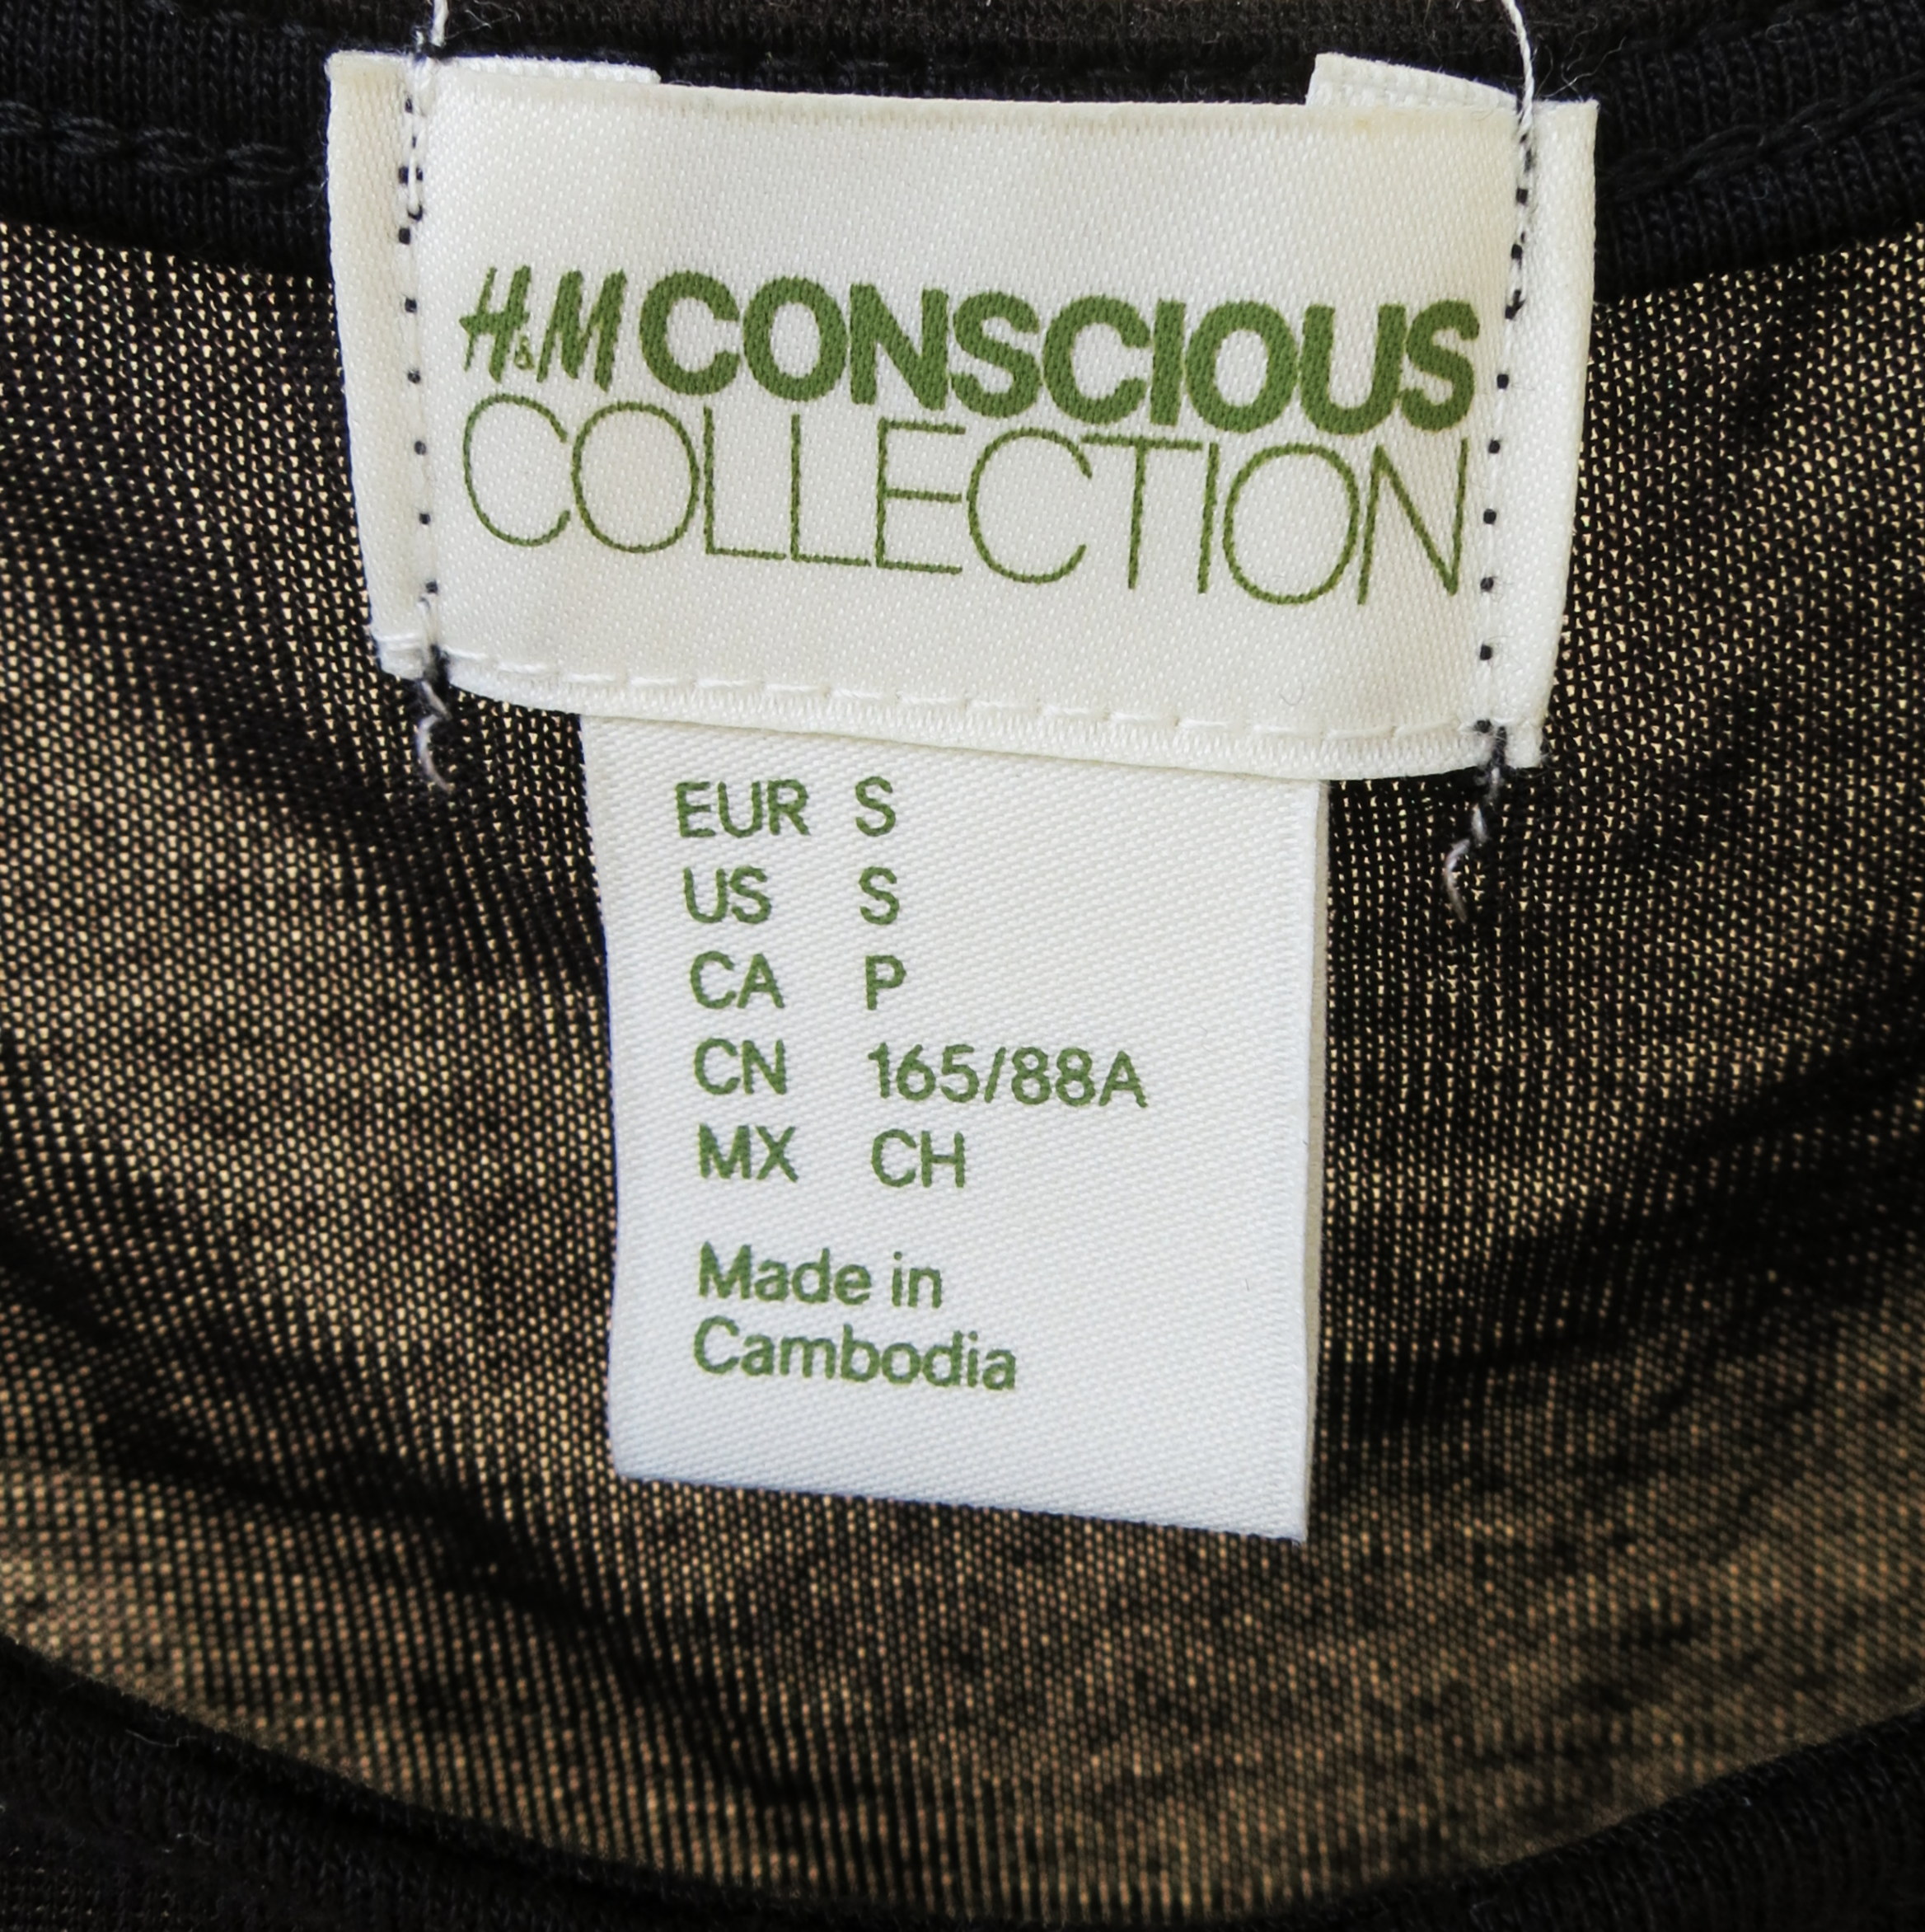 H&M CONSCIOUS
COLLECTION
EUR S
US S
CA P
CN 165/88A
MX CH
Made in
Cambodia